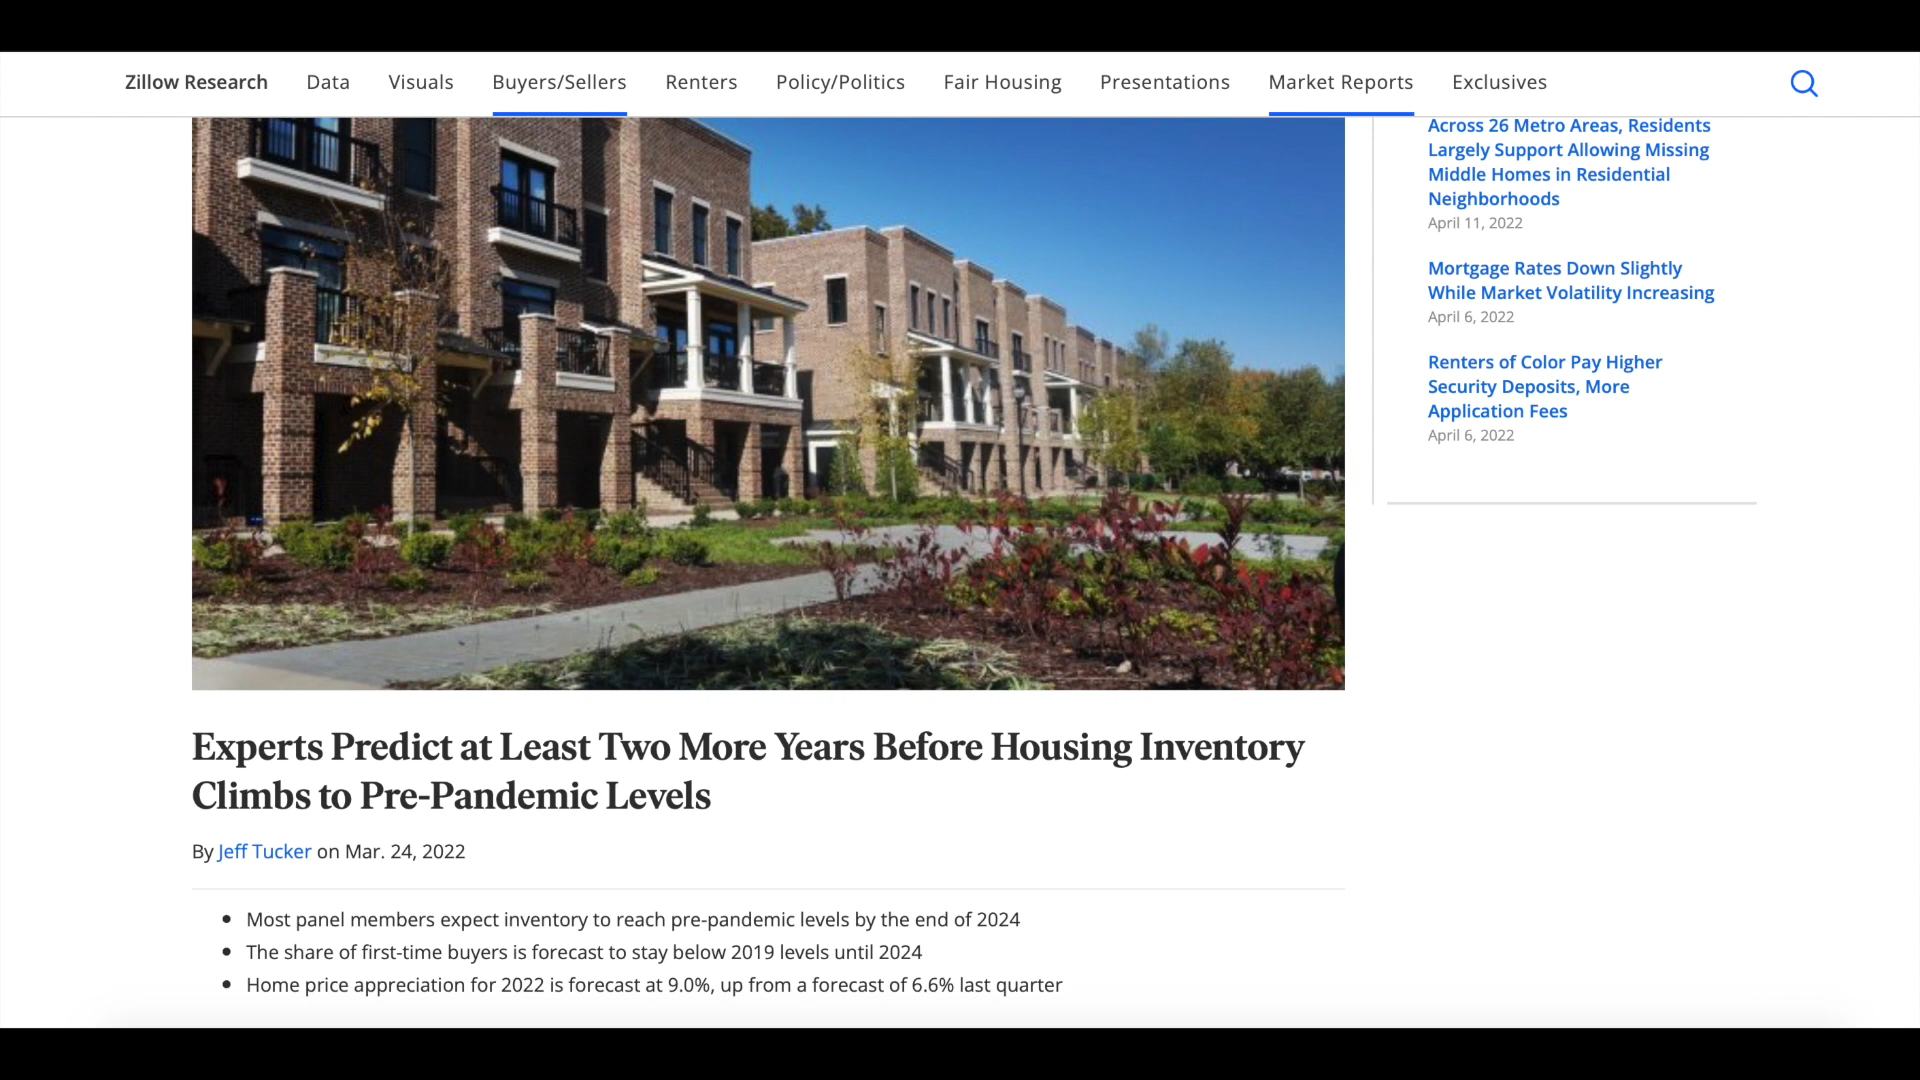 Zillow Research Data Visuals Buyers/Sellers Renters Policy/Politics Fair Housing Presentations Market Reports Exclusives
Across 26 Metro Areas, Residents
Largely Support Allowing Missing
Middle Homes in Residential
Neighborhoods
April 11, 2022
Mortgage Rates Down Slightly
While Market Volatility Increasing
April 6, 2022
Renters of Color Pay Higher
Security Deposits, More
Application Fees
April 6, 2022
Experts Predict at Least Two More Years Before Housing Inventory
Climbs to Pre-Pandemic Levels
By Jeff Tucker on Mar. 24, 2022
• Most panel members expect inventory to reach pre-pandemic levels by the end of 2024
• The share of first-time buyers is forecast to stay below 2019 levels until 2024
• Home price appreciation for 2022 is forecast at 9.0%, up from a forecast of 6.6% last quarter